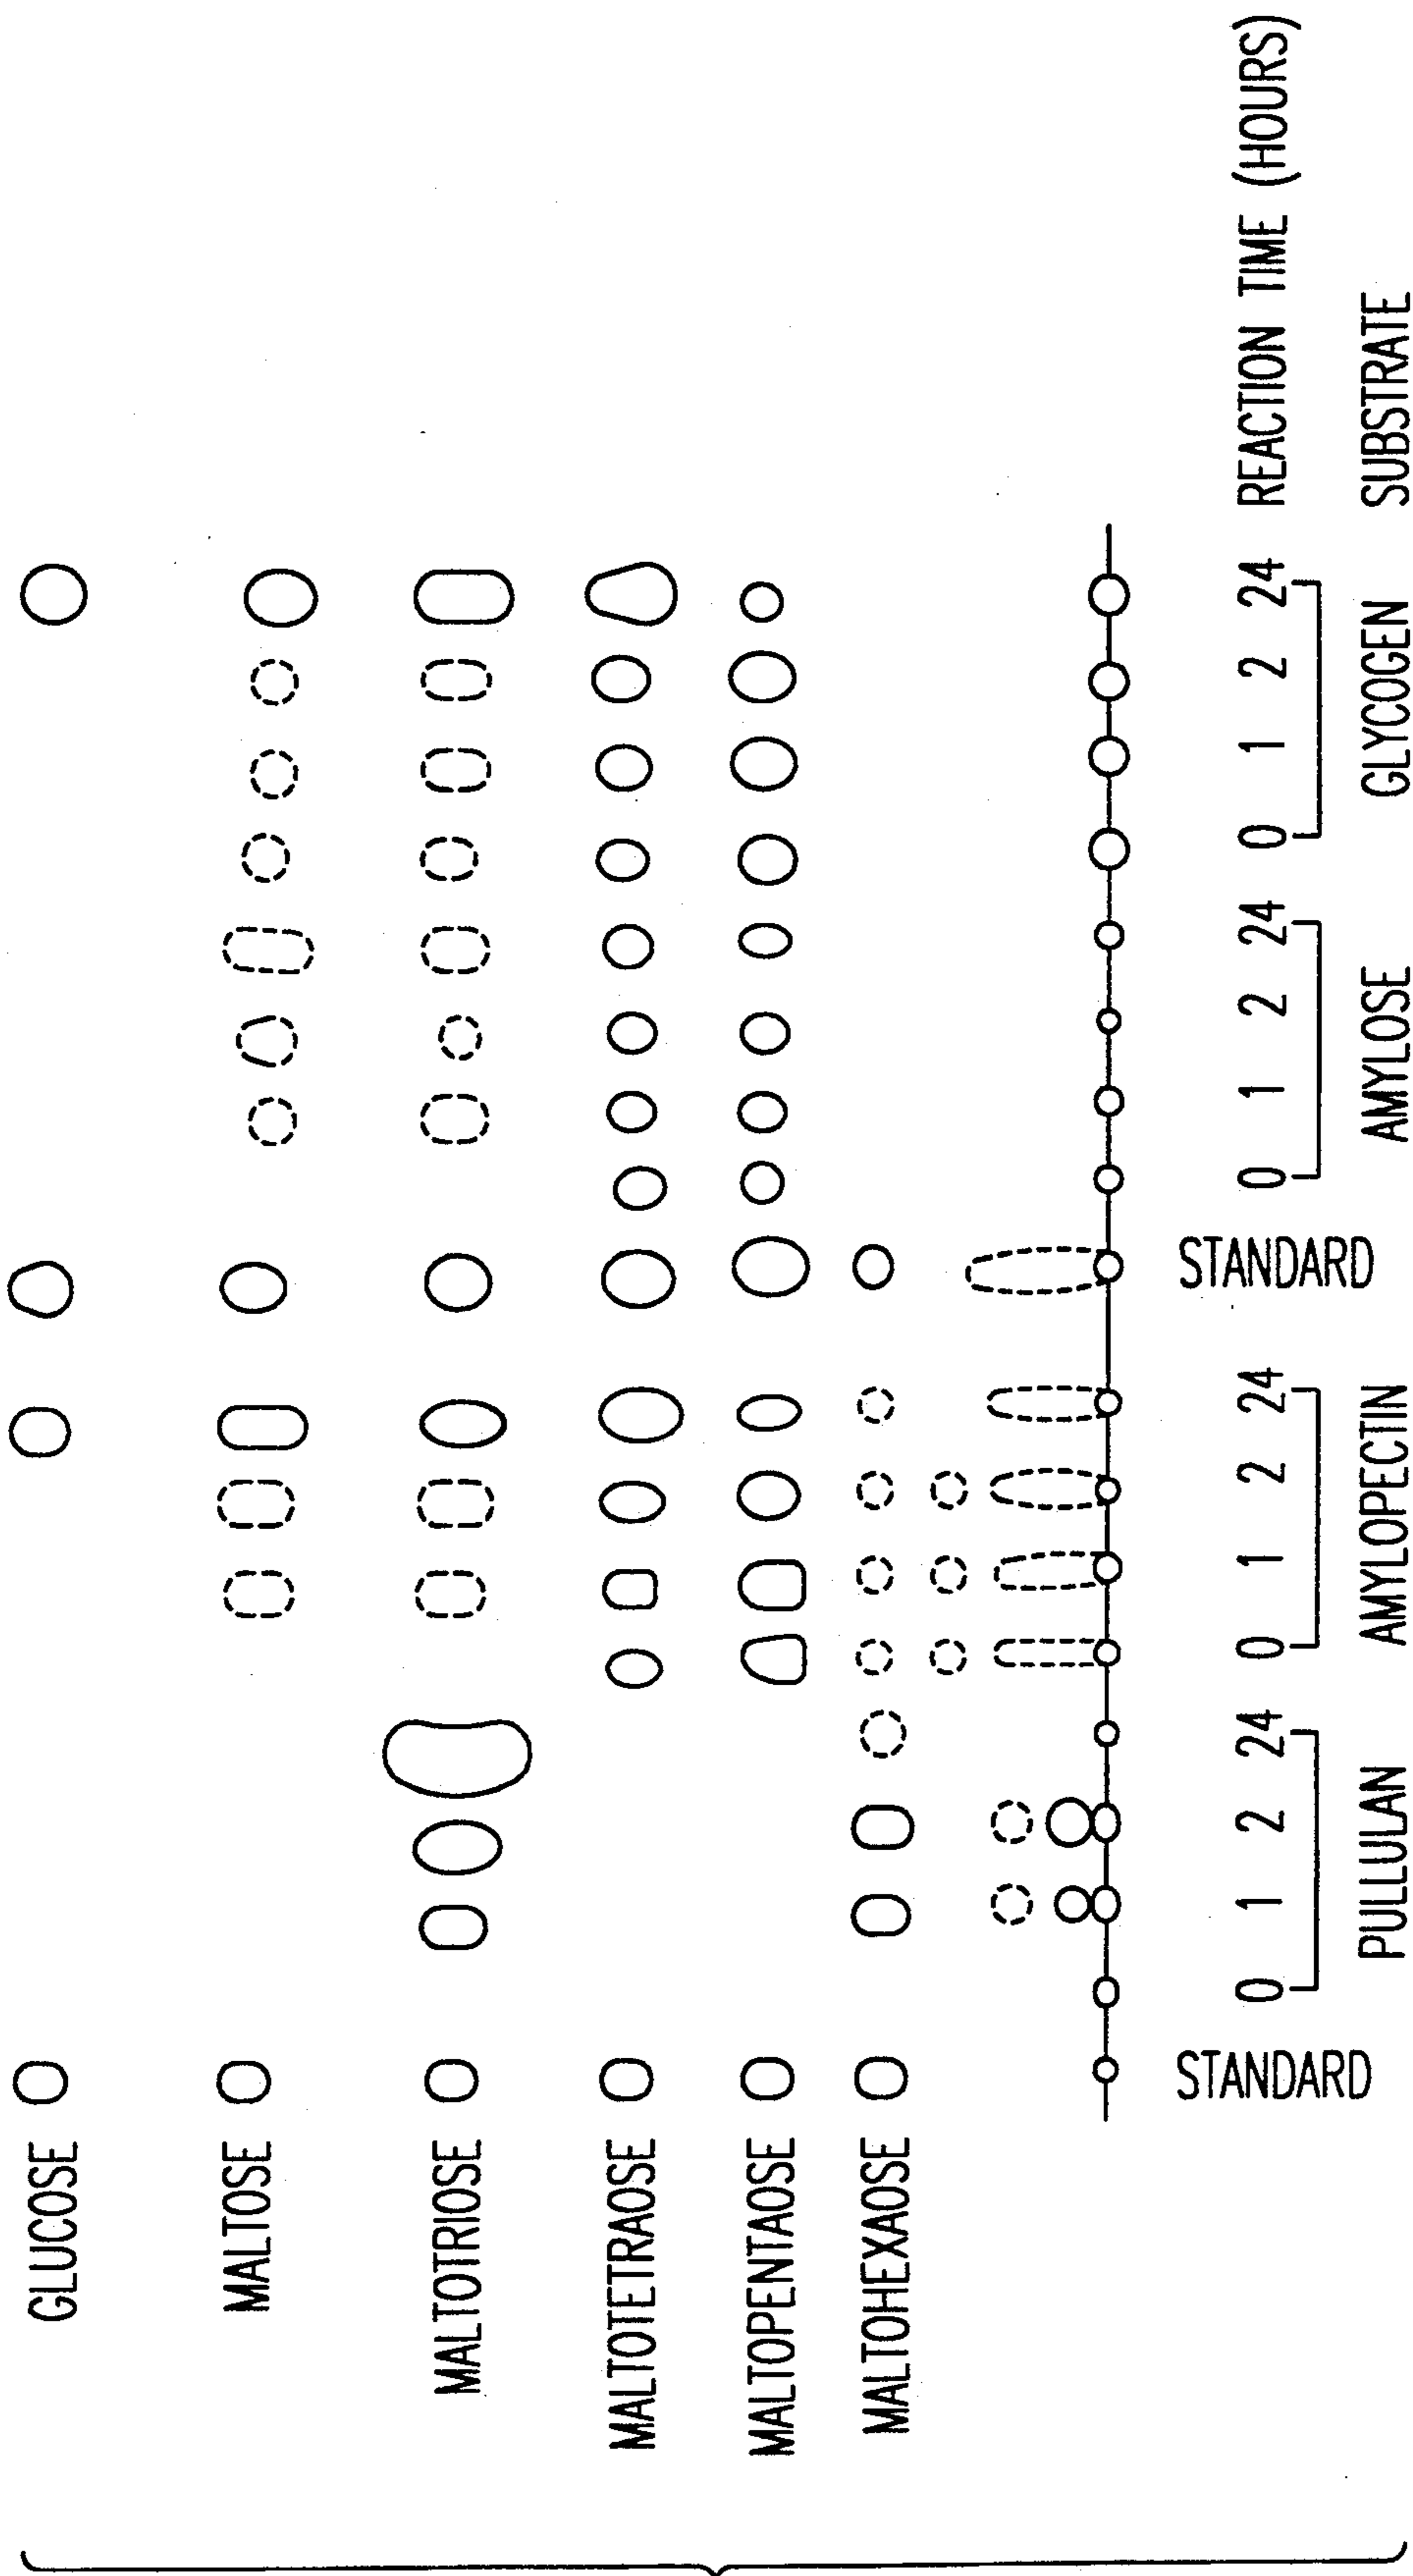 GLUCOSE
MALTOSE
MALTOTRIOSE
MALTOTETRAOSE
MALTOPENTAOSE
MALTOHEXAOSE
STANDARD 0 1 2 24 0 1 2 24 STANDARD 0 1 2 24 0 1 2 24 REACTION TIME (HOURS)
PULLULAN AMYLOPECTIN AMYLOSE GLYCOGEN SUBSTRATE